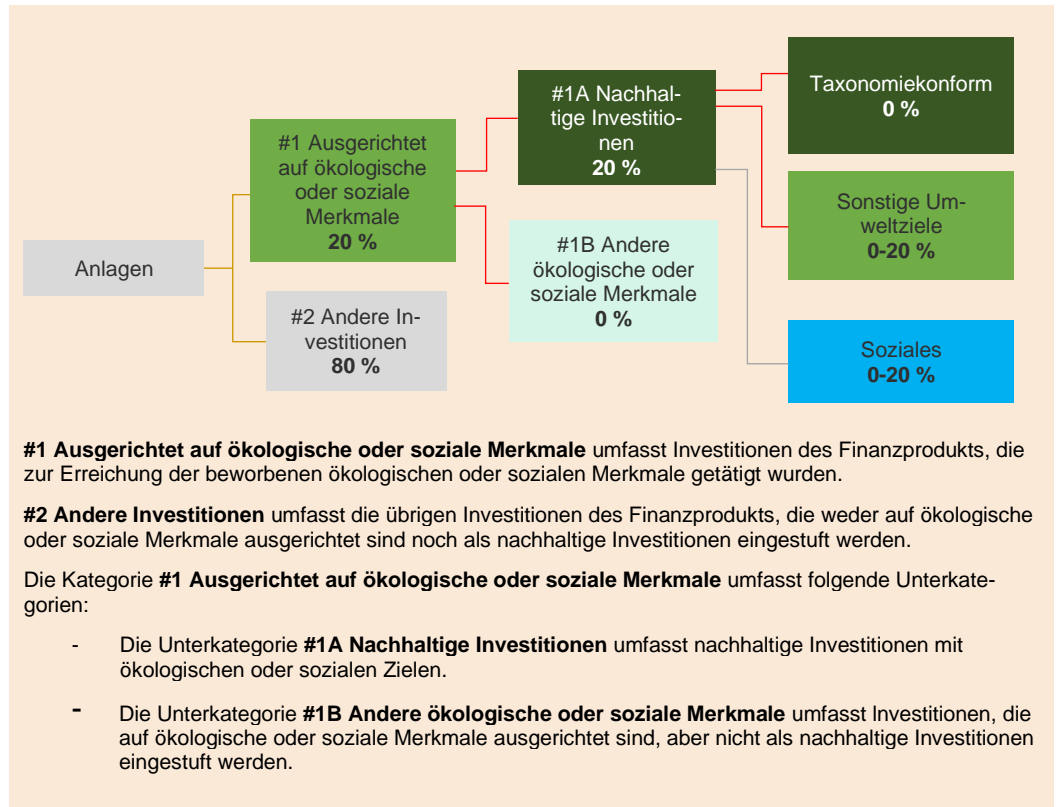 Anlagen
#1 Ausgerichtet
auf ökologische
oder soziale
Merkmale
20 %
#2 Andere In-
vestitionen
80 %
#1A Nachhal-
tige Investitio-
nen
20 %
#1B Andere
ökologische oder
soziale Merkmale
0 %
Taxonomiekonform
0 %
Sonstige Um-
weltziele
0-20 %
Soziales
0-20 %
#1 Ausgerichtet auf ökologische oder soziale Merkmale umfasst Investitionen des Finanzprodukts, die
zur Erreichung der beworbenen ökologischen oder sozialen Merkmale getätigt wurden.
#2 Andere Investitionen umfasst die übrigen Investitionen des Finanzprodukts, die weder auf ökologische
oder soziale Merkmale ausgerichtet sind noch als nachhaltige Investitionen eingestuft werden.
Die Kategorie #1 Ausgerichtet auf ökologische oder soziale Merkmale umfasst folgende Unterkate-
gorien:
- Die Unterkategorie #1A Nachhaltige Investitionen umfasst nachhaltige Investitionen mit
ökologischen oder sozialen Zielen.
- Die Unterkategorie #1B Andere ökologische oder soziale Merkmale umfasst Investitionen, die
auf ökologische oder soziale Merkmale ausgerichtet sind, aber nicht als nachhaltige Investitionen
eingestuft werden.